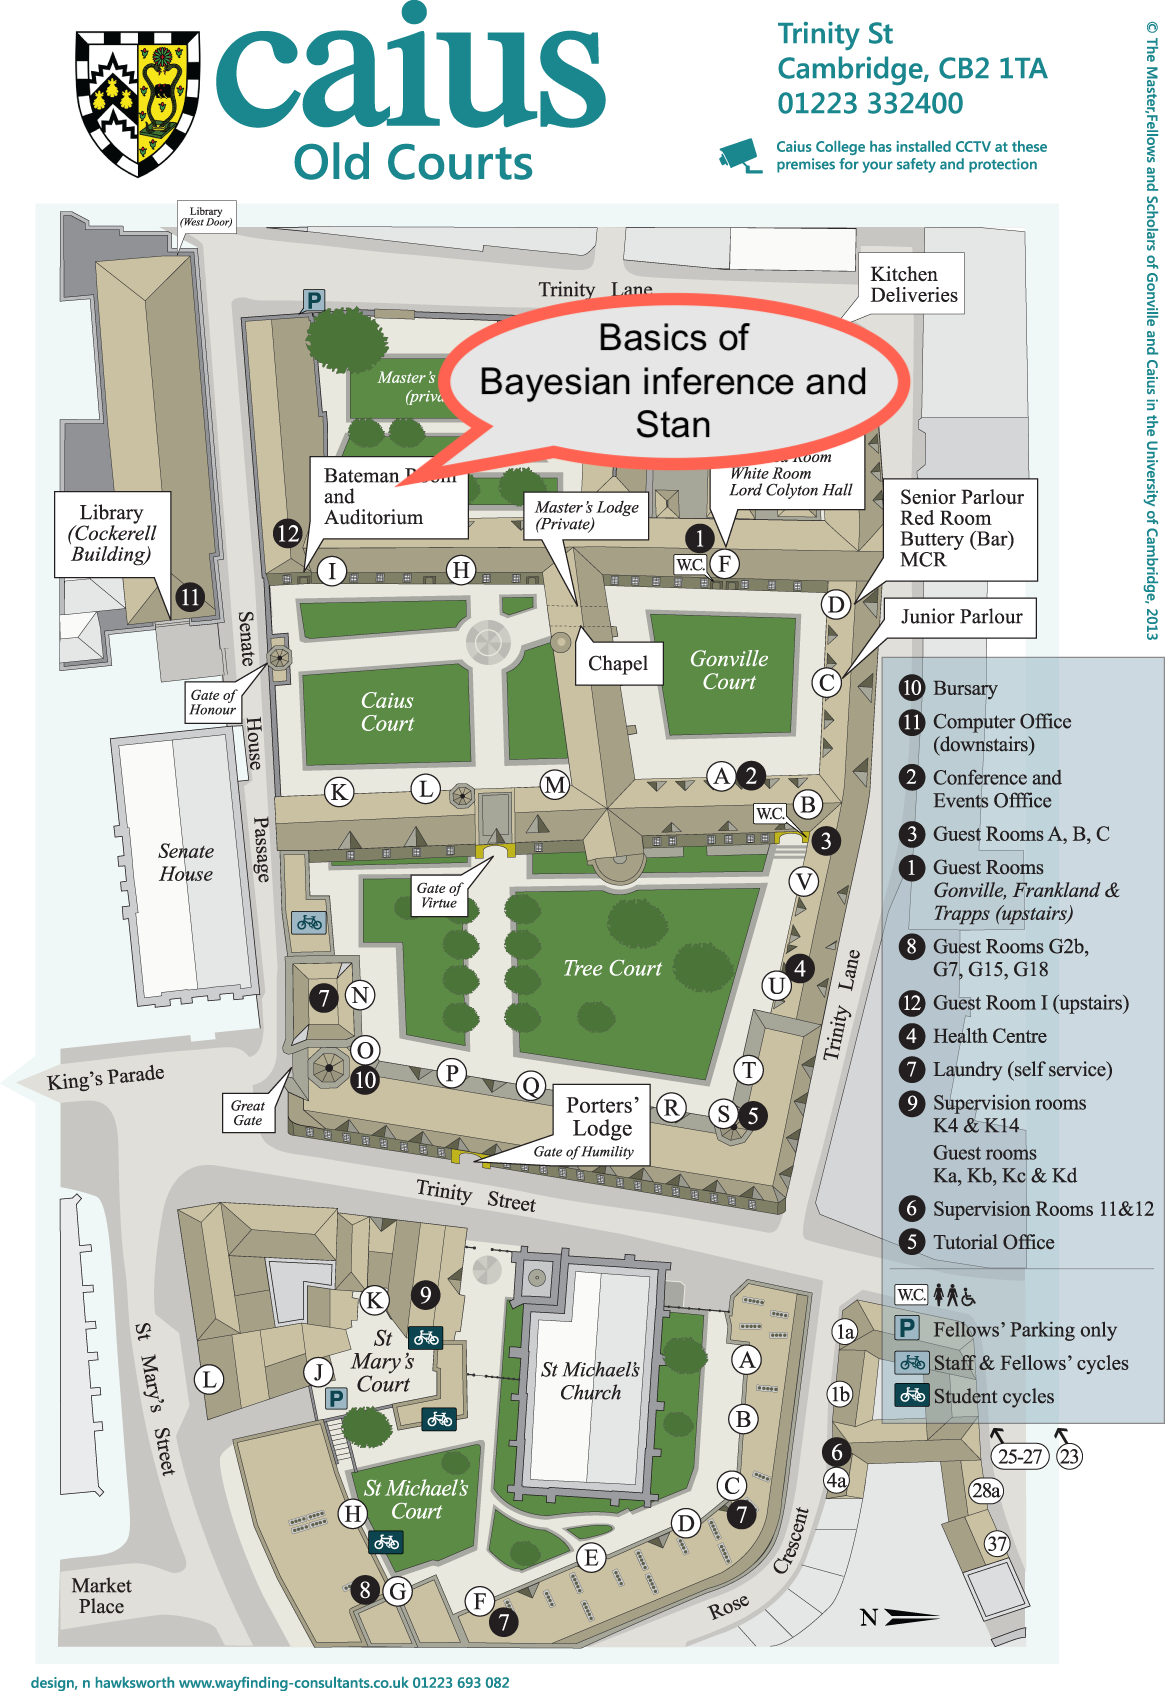 caius
Old Courts
Trinity St
Cambridge, CB2 1TA
01223 332400
Caius College has installed CCTV at these
premises for your safety and protection
© The Master,Fellows and Scholars of Gonville and Caius in the University of Cambridge, 2013
Library
(West Door)
Trinity Lane
Kitchen
Deliveries
P
Basics of
Bayesian inference and
Stan
Master's
(priva
Bateman Room
and
Auditorium
Room
White Room
Lord Colyton Hall
Master's Lodge
(Private)
Library
(Cockerell
Building)
Senior Parlour
Red Room
Buttery (Bar)
MCR
12
1
W.C.
F
I
H
11
D
Junior Parlour
Senate
House
Passage
Chapel
Gonville
Court
C
Gate of
Honour
Caius
Court
K
L
M
A
2
B
W.C.
3
Senate
House
Gate of
Virtue
V
Tree Court
4
U
7
N
O
10
P
Q
R
S
5
T
Trinity Lane
King's Parade
Great
Gate
Porters'
Lodge
Gate of Humility
Trinity Street
10 Bursary
11 Computer Office
(downstairs)
2 Conference and
Events Offfice
3 Guest Rooms A, B, C
1 Guest Rooms
Gonville, Frankland &
Trapps (upstairs)
8 Guest Rooms G2b,
G7, G15, G18
12 Guest Room I (upstairs)
4 Health Centre
7 Laundry (self service)
9 Supervision rooms
K4 & K14
Guest rooms
Ka, Kb, Kc & Kd
6 Supervision Rooms 11&12
5 Tutorial Office
W.C.
P Fellows' Parking only
Staff & Fellows' cycles
Student cycles
K
9
St
Mary's
Court
J
L
P
St Mary's
Street
St Michael's
Church
A
B
C
7
D
E
F
7
G
8
H
St Michael's
Court
1a
1b
6
4a
25-27
23
28a
37
Rose
Crescent
Market
Place
N
design, n hawksworth www.wayfinding-consultants.co.uk 01223 693 082